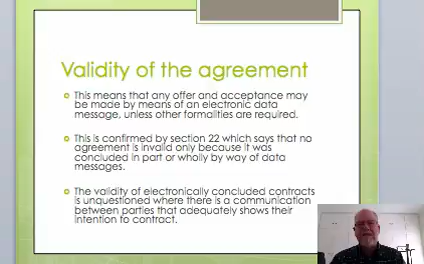 Validity of the agreement
This means that any offer and acceptance may
be made by means of an electronic data
message, unless other formalities are required.
This is confirmed by section 22 which says that no
agreement is invalid only because it was
concluded in part or wholly by way of data
messages.
The validity of electronically concluded contracts
is unquestioned where there is a communication
between parties that adequately shows their
intention to contract.